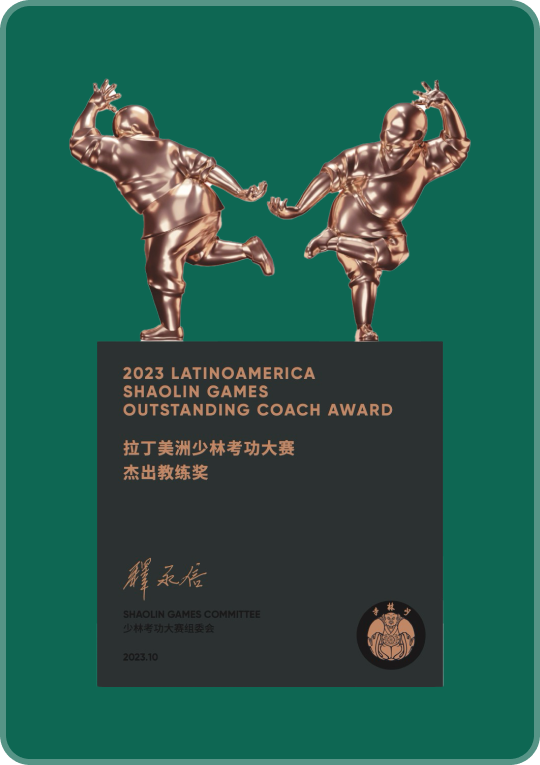 2023 LATINOAMERICA
SHAOLIN GAMES
OUTSTANDING COACH AWARD
拉丁美洲少林考功大赛
杰出教练奖
釋永信
SHAOLIN GAMES COMMITTEE
少林考功大赛组委会
2023.10
寺林少